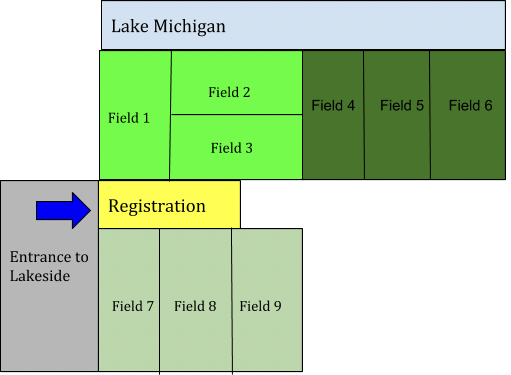 Lake Michigan
Field 1
Field 2
Field 3
Field 4
Field 5
Field 6
Registration
Entrance to
Lakeside
Field 7
Field 8
Field 9